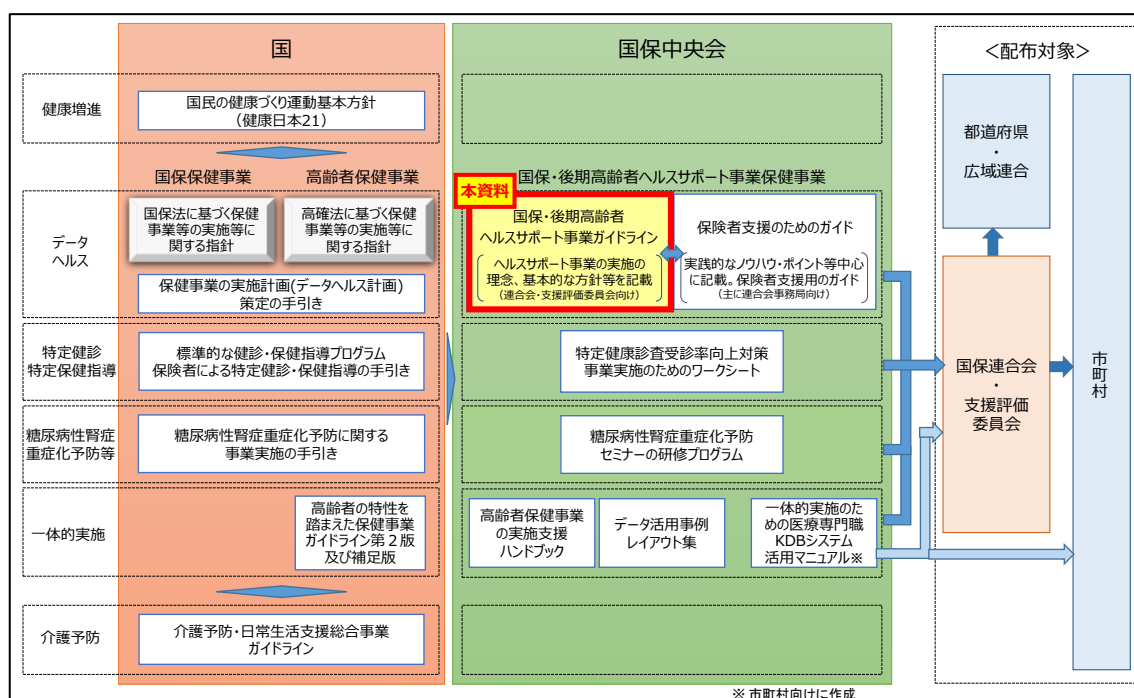 国
国保中央会
＜配布対象＞
健康増進
国民の健康づくり運動基本方針
（健康日本21）
都道府県
・
広域連合
市町村
国保保健事業
高齢者保健事業
国保・後期高齢者ヘルスサポート事業保健事業
本資料
データ
ヘルス
国保法に基づく保健
事業等の実施等に
関する指針
高確法に基づく保健
事業等の実施等に
関する指針
保健事業の実施計画(データヘルス計画)
策定の手引き
国保・後期高齢者
ヘルスサポート事業ガイドライン
ヘルスサポート事業の実施の
理念、基本的な方針等を記載
（連合会・支援評価委員会向け）
保険者支援のためのガイド
実践的なノウハウ・ポイント等中心
に記載。保険者支援用のガイド
（主に連合会事務局向け）
特定健診
特定保健指導
標準的な健診・保健指導プログラム
保険者による特定健診・保健指導の手引き
特定健康診査受診率向上対策
事業実施のためのワークシート
国保連合会
・
支援評価
委員会
糖尿病性腎症
重症化予防等
糖尿病性腎症重症化予防に関する
事業実施の手引き
糖尿病性腎症重症化予防
セミナーの研修プログラム
一体的実施
高齢者の特性を
踏まえた保健事業
ガイドライン第２版
及び補足版
高齢者保健事業
の実施支援
ハンドブック
データ活用事例
レイアウト集
一体的実施のた
めの医療専門職
KDBシステム
活用マニュアル※
介護予防
介護予防・日常生活支援総合事業
ガイドライン
※ 市町村向けに作成